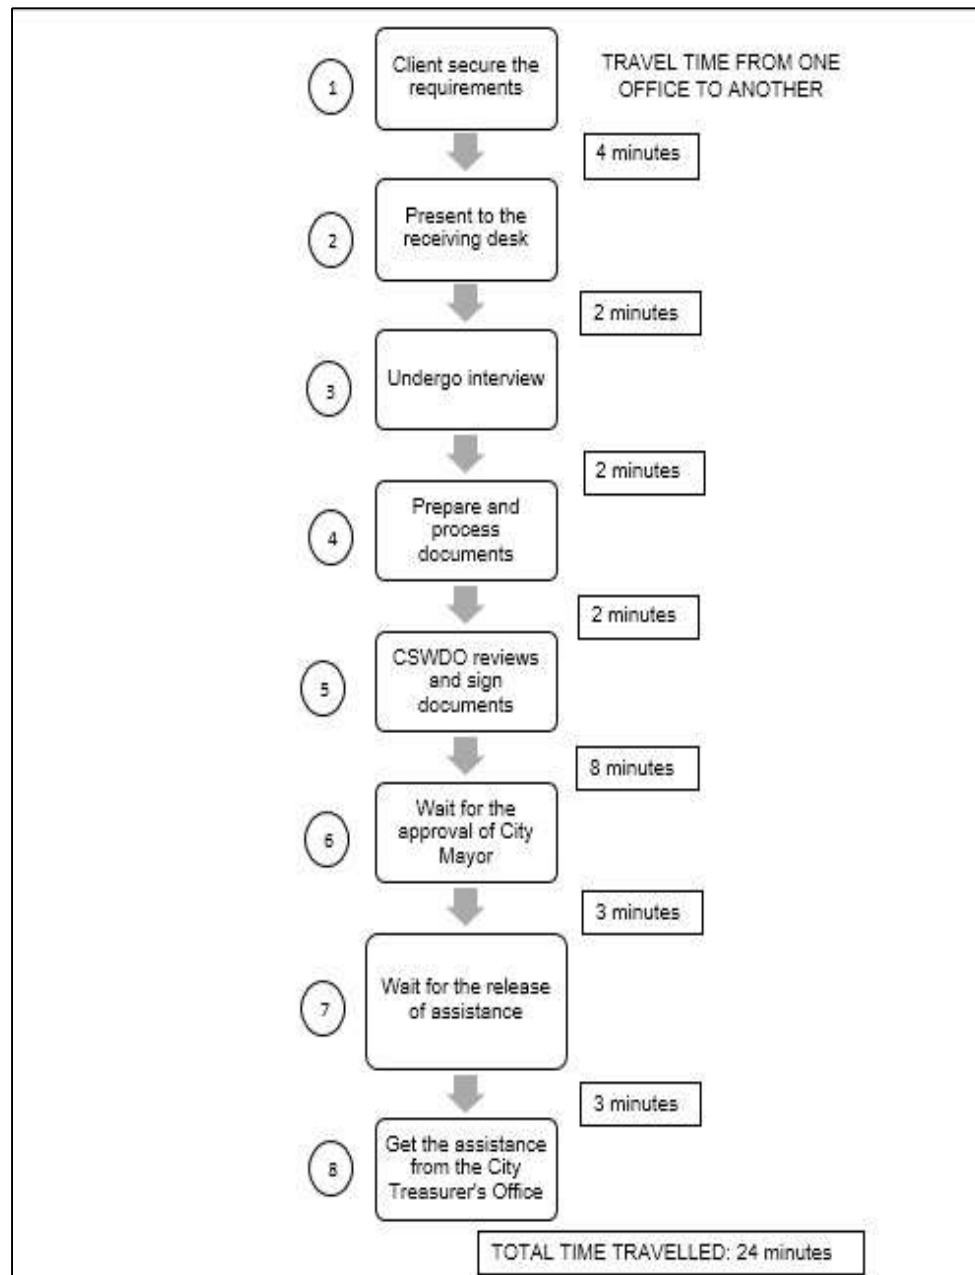 1
Client secure the
requirements
TRAVEL TIME FROM ONE
OFFICE TO ANOTHER
4 minutes
2
Present to the
receiving desk
2 minutes
3
Undergo interview
2 minutes
4
Prepare and
process
documents
2 minutes
5
CSWDO reviews
and sign
documents
8 minutes
6
Wait for the
approval of City
Mayor
3 minutes
7
Wait for the release
of assistance
3 minutes
8
Get the assistance
from the City
Treasurer's Office
TOTAL TIME TRAVELLED: 24 minutes